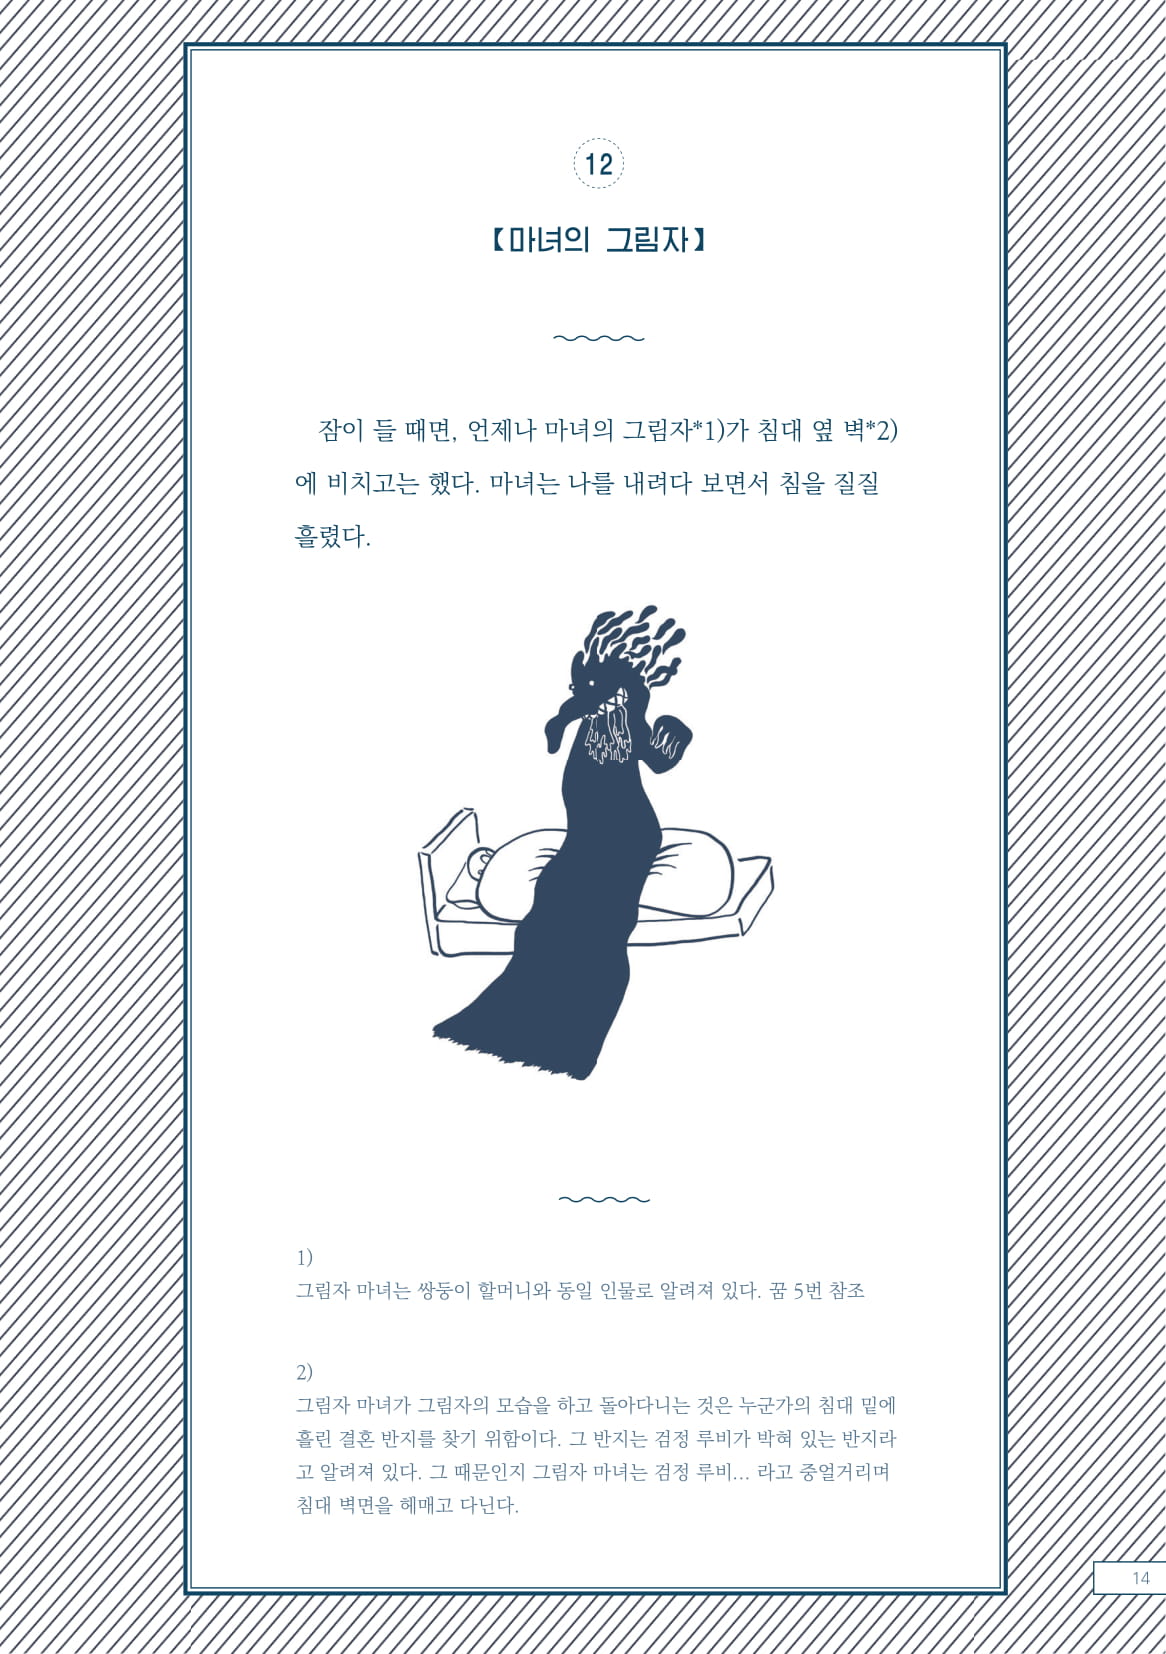 12
【마녀의 그림자】
잠이 들 때면, 언제나 마녀의 그림자*1)가 침대 옆 벽*2)
에 비치고는 했다. 마녀는 나를 내려다 보면서 침을 질질
흘렸다.
1)
그림자 마녀는 쌍둥이 할머니와 동일 인물로 알려져 있다. 꿈 5번 참조
2)
그림자 마녀가 그림자의 모습을 하고 돌아다니는 것은 누군가의 침대 밑에
흘린 결혼 반지를 찾기 위함이다. 그 반지는 검정 루비가 박혀 있는 반지라
고 알려져 있다. 그 때문인지 그림자 마녀는 검정 루비... 라고 중얼거리며
침대 벽면을 헤매고 다닌다.
14